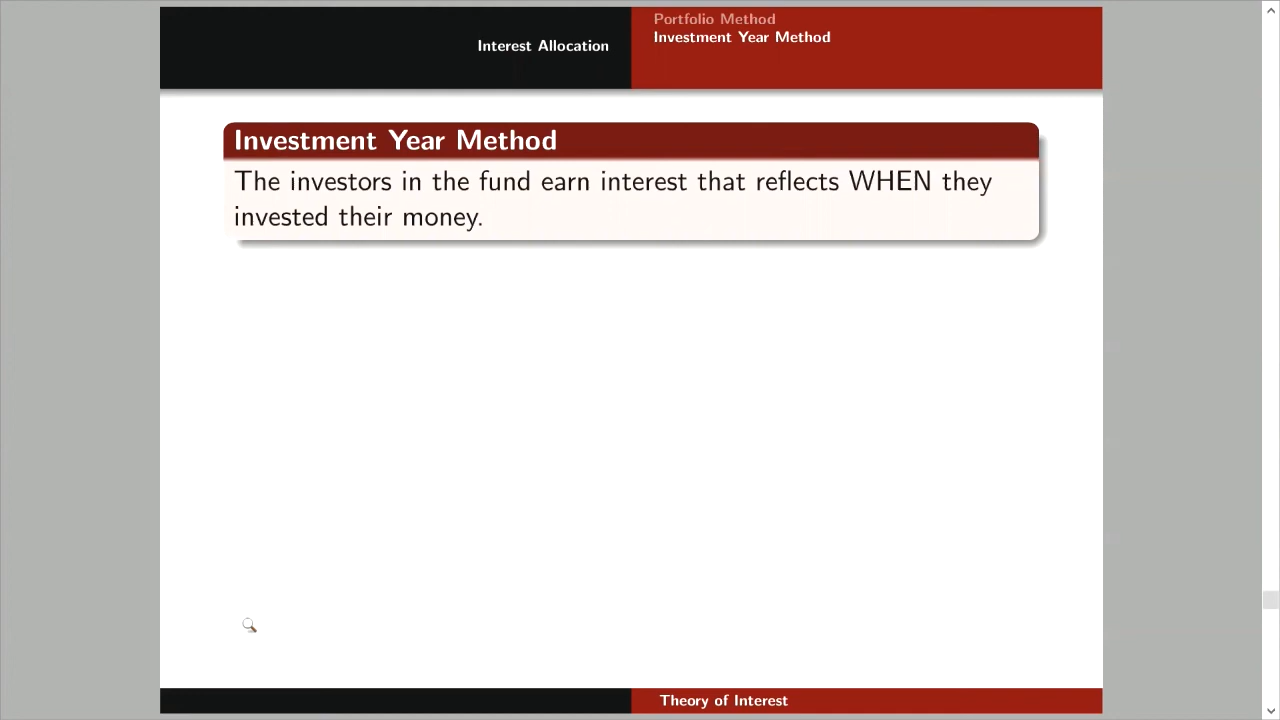 Interest Allocation
Portfolio Method
Investment Year Method
Investment Year Method
The investors in the fund earn interest that reflects WHEN they
invested their money.
Theory of Interest